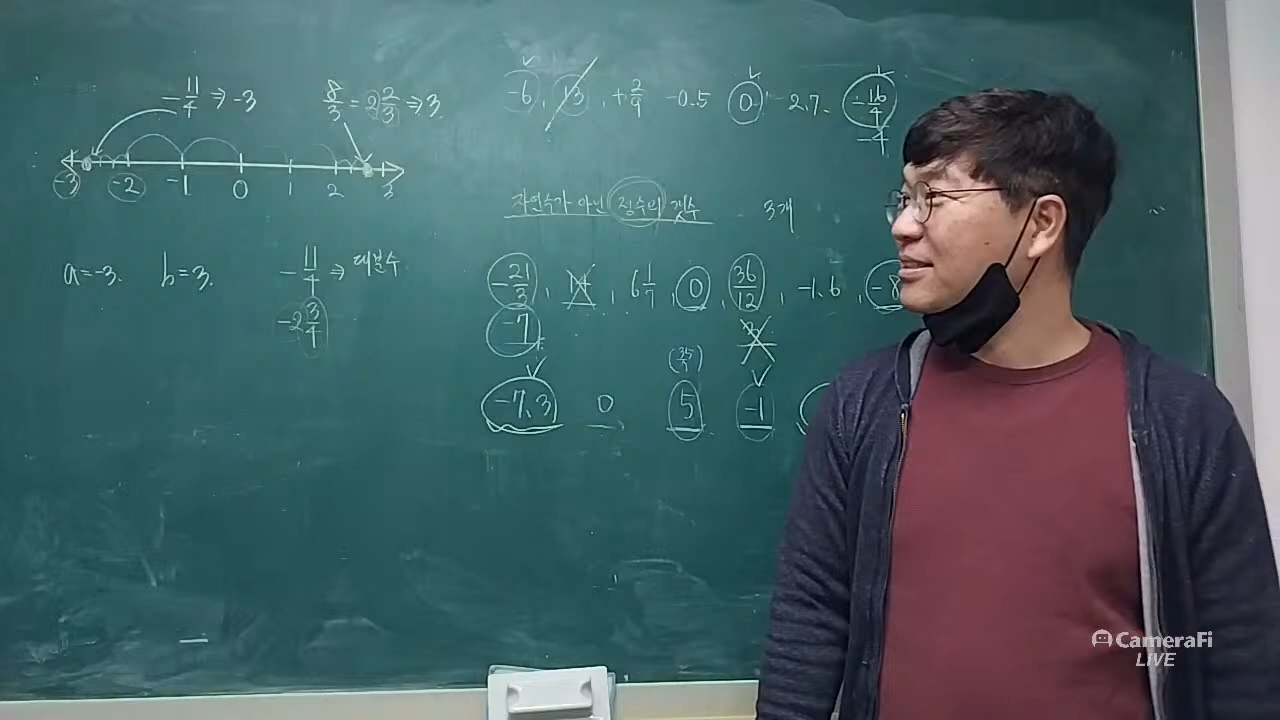 -11/4 ⇒ -3
8/3 = 2 2/3 ⇒ 3.
-3 -2 -1 0 1 2 3
a=-3. b=3.
-11/4 ⇒ 대분수
-2 3/4
-6, 13, +2/9 -0.5 0, -2.7. -16/4
-4
자연수가 아닌 정수의 갯수 3개
-21/3, 14, 6 1/7, 0, 36/12, -1.6, -8
-7 3
(35/7)
-7.3 0 5 -1
CameraFi
LIVE